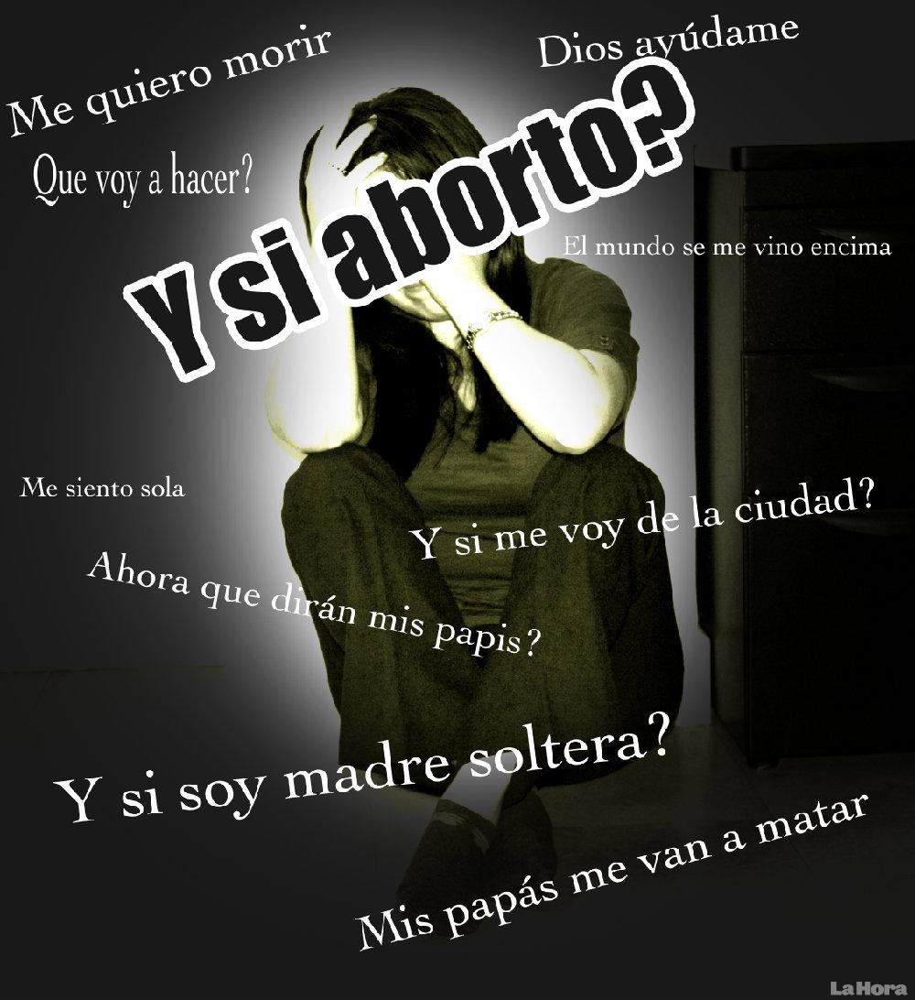 Me quiero morir
Dios ayúdame
Que voy a hacer?
Y si aborto?
El mundo se me vino encima
Me siento sola
Y si me voy de la ciudad?
Ahora que dirán mis papis?
Y si soy madre soltera?
Mis papás me van a matar
La Hora